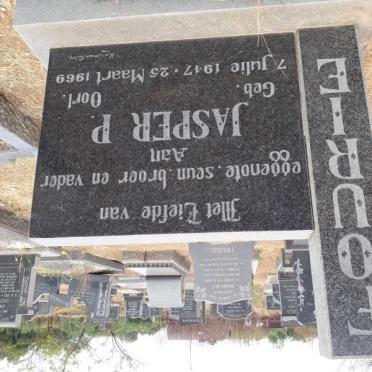 FOURIE
Met Liefde van
eggenote, seun, broer en vader
Aan
JASPER P.
Geb. Oorl.
7 Julie 1947 - 25 Maart 1969